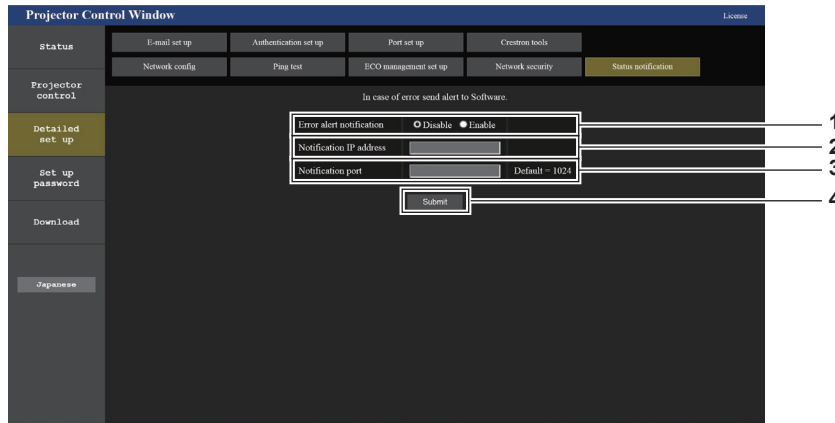 Projector Control Window
License
Status
E-mail set up
Authentication set up
Port set up
Crestron tools
Network config
Ping test
ECO management set up
Network security
Status notification
Projector
control
Detailed
set up
Set up
password
Download
Japanese
In case of error send alert to Software.
Error alert notification Disable Enable
1
Notification IP address
2
Notification port Default = 1024
3
Submit
4